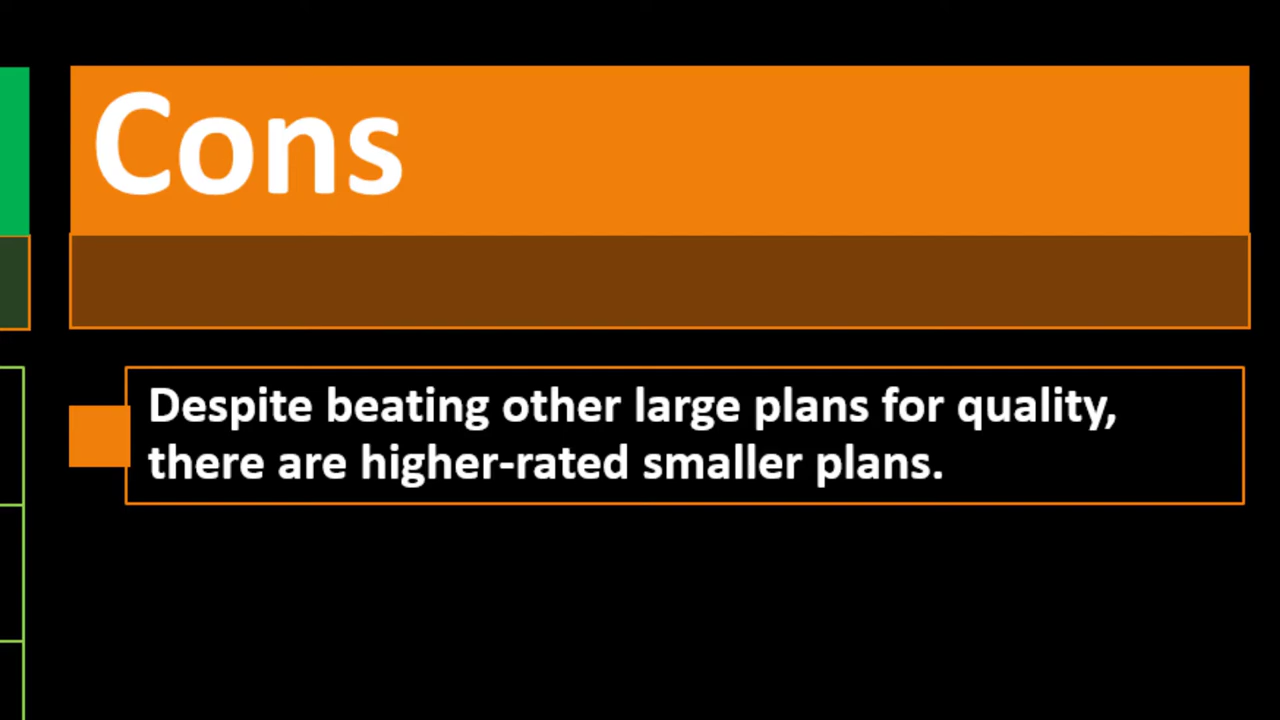 Cons
Despite beating other large plans for quality,
there are higher-rated smaller plans.